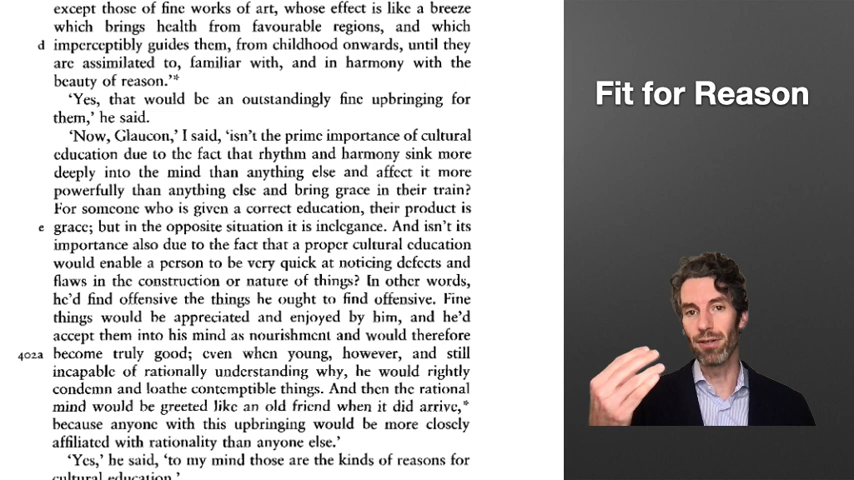 except those of fine works of art, whose effect is like a breeze
which brings health from favourable regions, and which
d imperceptibly guides them, from childhood onwards, until they
are assimilated to, familiar with, and in harmony with the
beauty of reason.'*
'Yes, that would be an outstandingly fine upbringing for
them,' he said.
'Now, Glaucon,' I said, 'isn't the prime importance of cultural
education due to the fact that rhythm and harmony sink more
deeply into the mind than anything else and affect it more
powerfully than anything else and bring grace in their train?
For someone who is given a correct education, their product is
e grace; but in the opposite situation it is inelegance. And isn't its
importance also due to the fact that a proper cultural education
would enable a person to be very quick at noticing defects and
flaws in the construction or nature of things? In other words,
he'd find offensive the things he ought to find offensive. Fine
things would be appreciated and enjoyed by him, and he'd
accept them into his mind as nourishment and would therefore
402a become truly good; even when young, however, and still
incapable of rationally understanding why, he would rightly
condemn and loathe contemptible things. And then the rational
mind would be greeted like an old friend when it did arrive,*
because anyone with this upbringing would be more closely
affiliated with rationality than anyone else.'
'Yes,' he said, 'to my mind those are the kinds of reasons for
cultural education.'
Fit for Reason